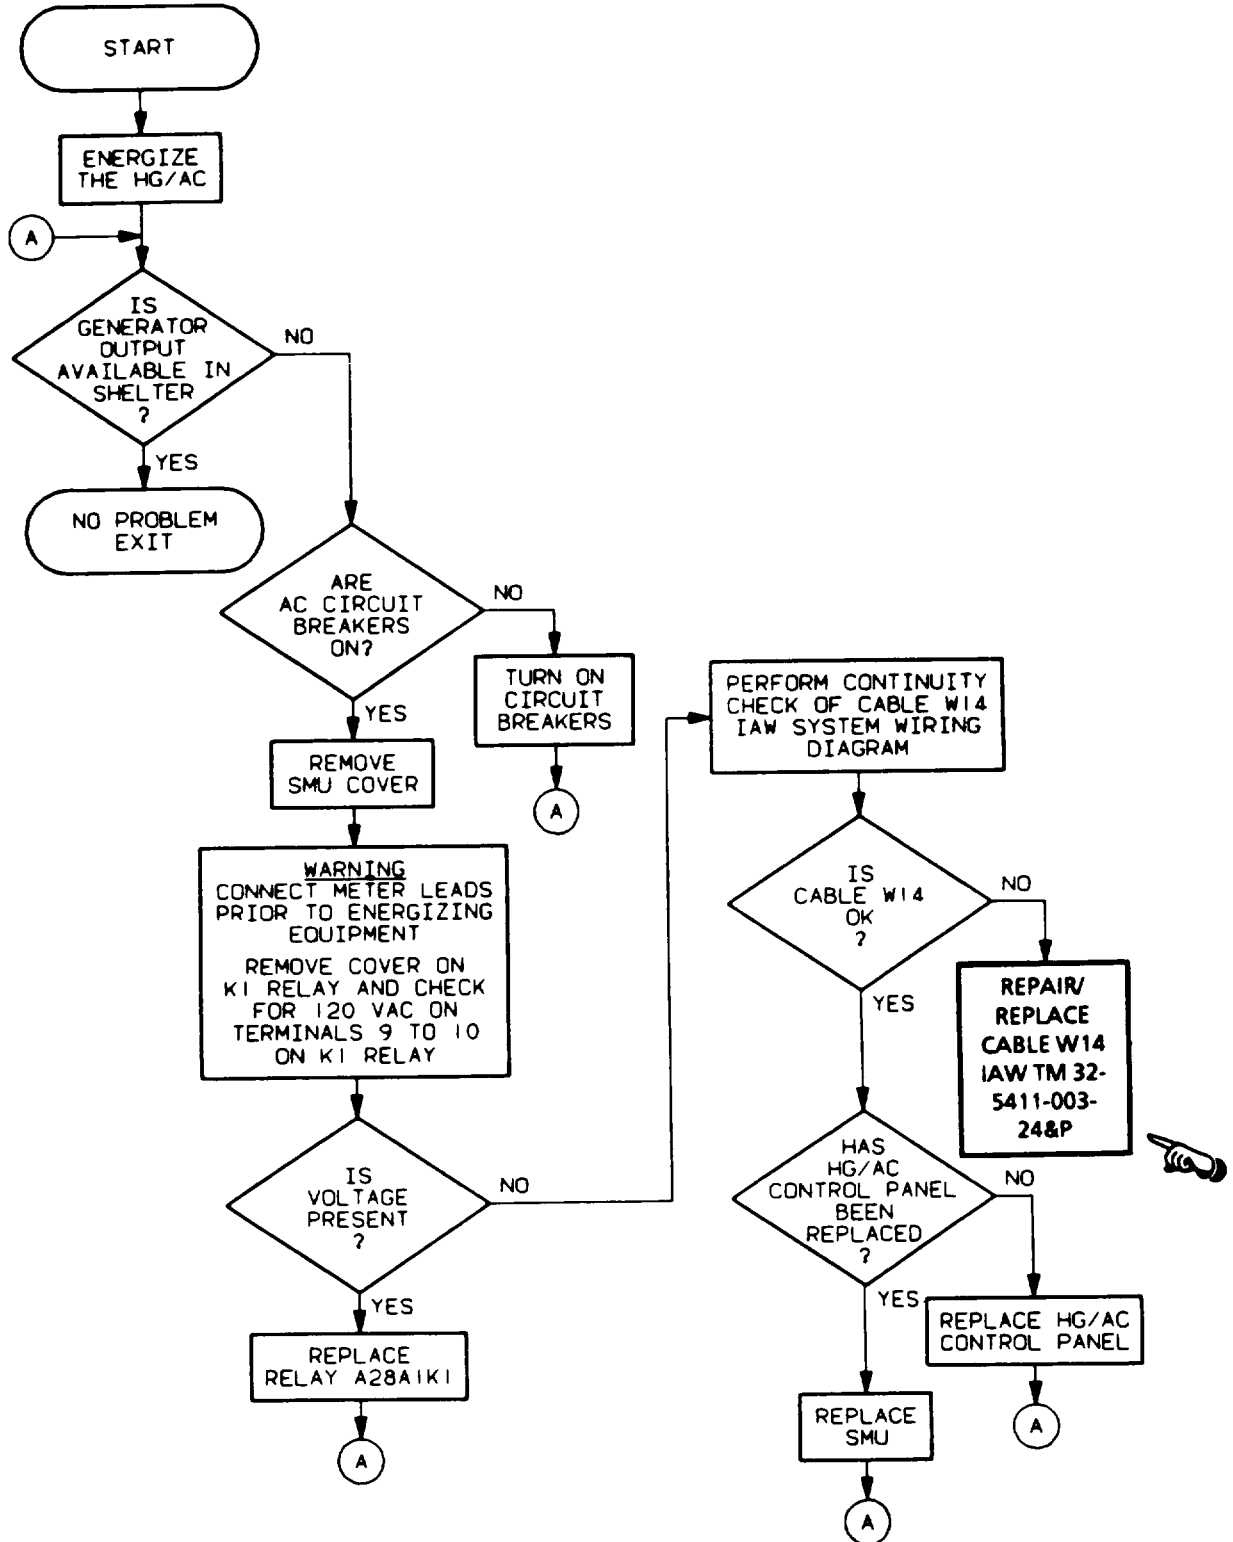 START
ENERGIZE
THE HG/AC
A
IS
GENERATOR
OUTPUT
AVAILABLE IN
SHELTER
?
NO
YES
NO PROBLEM
EXIT
ARE
AC CIRCUIT
BREAKERS
ON?
NO
TURN ON
CIRCUIT
BREAKERS
A
YES
REMOVE
SMU COVER
WARNING
CONNECT METER LEADS
PRIOR TO ENERGIZING
EQUIPMENT
REMOVE COVER ON
K1 RELAY AND CHECK
FOR 120 VAC ON
TERMINALS 9 TO 10
ON K1 RELAY
IS
VOLTAGE
PRESENT
?
NO
YES
REPLACE
RELAY A28A1K1
A
PERFORM CONTINUITY
CHECK OF CABLE W14
IAW SYSTEM WIRING
DIAGRAM
IS
CABLE W14
OK
?
NO
REPAIR/
REPLACE
CABLE W14
IAW TM 32-
5411-003-
24&P
YES
HAS
HG/AC
CONTROL PANEL
BEEN
REPLACED
?
NO
REPLACE HG/AC
CONTROL PANEL
A
YES
REPLACE
SMU
A